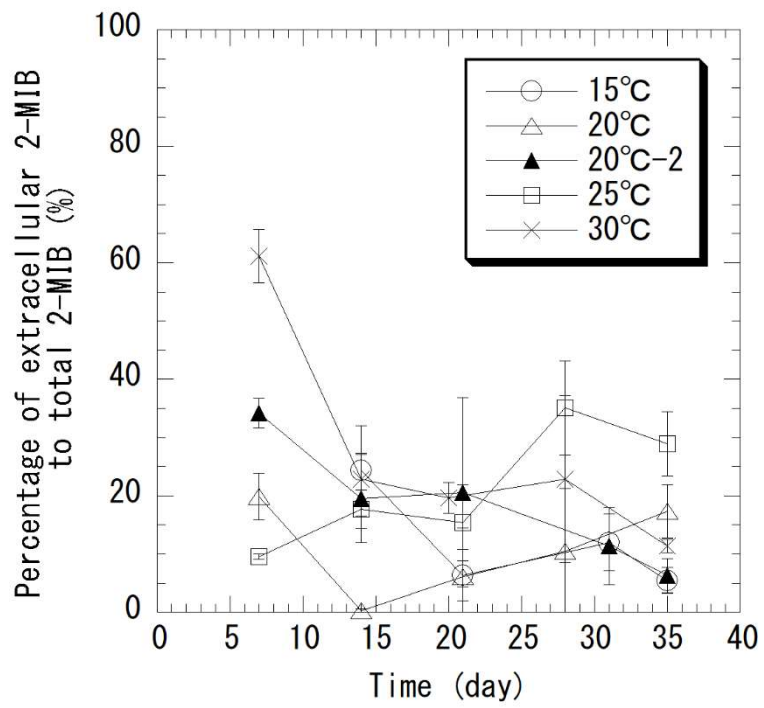 Percentage of extracellular 2-MIB
to total 2-MIB (%)
100
80
60
40
20
0
0 5 10 15 20 25 30 35 40
Time (day)
15℃
20℃
20℃-2
25℃
30℃